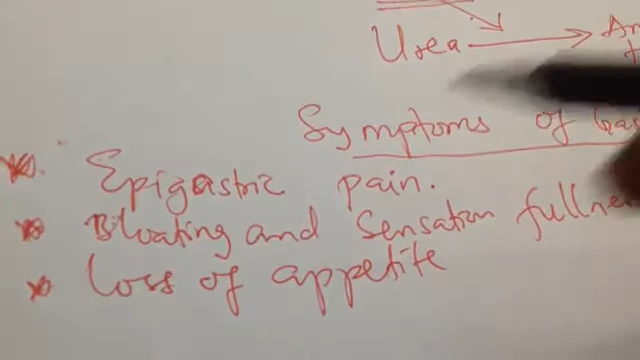 Urea
Symptoms of
Epigastric pain.
Bloating and Sensation
Loss of appetite